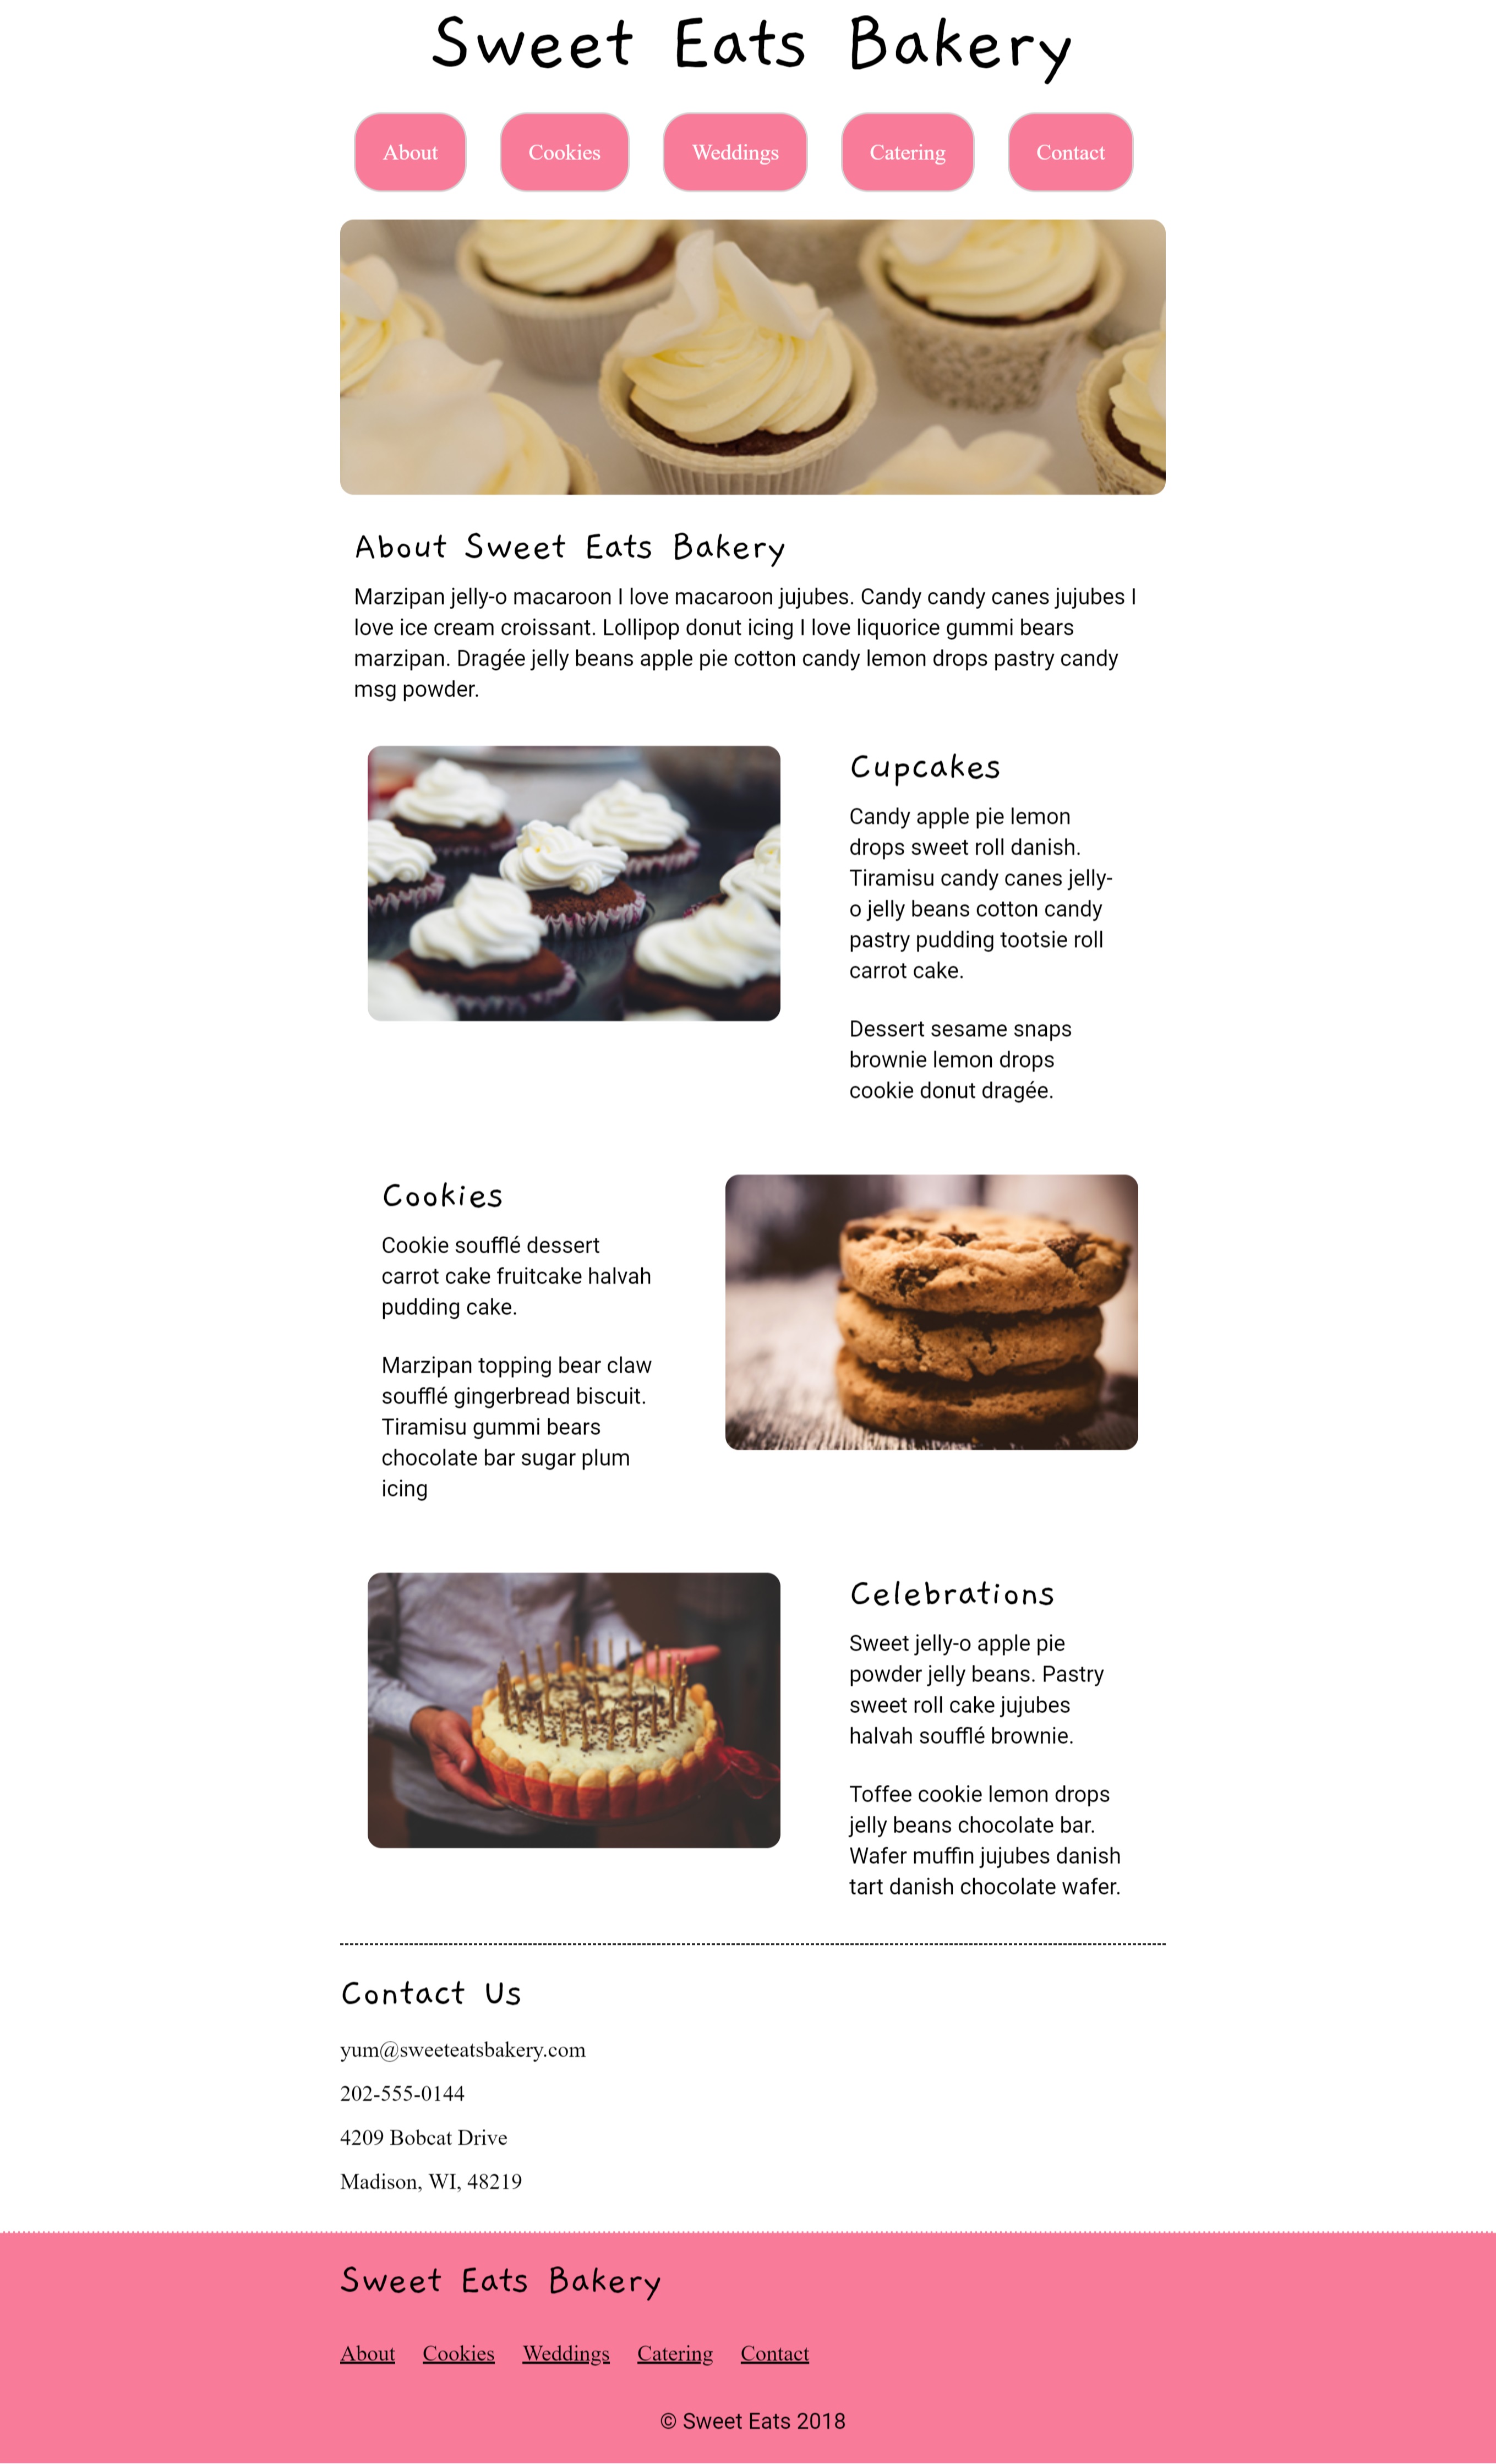 Sweet Eats Bakery
About
Cookies
Weddings
Catering
Contact
About Sweet Eats Bakery
Marzipan jelly-o macaroon I love macaroon jujubes. Candy candy canes jujubes I
love ice cream croissant. Lollipop donut icing I love liquorice gummi bears
marzipan. Dragée jelly beans apple pie cotton candy lemon drops pastry candy
msg powder.
Cupcakes
Candy apple pie lemon
drops sweet roll danish.
Tiramisu candy canes jelly-
o jelly beans cotton candy
pastry pudding tootsie roll
carrot cake.
Dessert sesame snaps
brownie lemon drops
cookie donut dragée.
Cookies
Cookie soufflé dessert
carrot cake fruitcake halvah
pudding cake.
Marzipan topping bear claw
soufflé gingerbread biscuit.
Tiramisu gummi bears
chocolate bar sugar plum
icing
Celebrations
Sweet jelly-o apple pie
powder jelly beans. Pastry
sweet roll cake jujubes
halvah soufflé brownie.
Toffee cookie lemon drops
jelly beans chocolate bar.
Wafer muffin jujubes danish
tart danish chocolate wafer.
Contact Us
yum@sweeteatsbakery.com
202-555-0144
4209 Bobcat Drive
Madison, WI, 48219
Sweet Eats Bakery
About Cookies Weddings Catering Contact
© Sweet Eats 2018